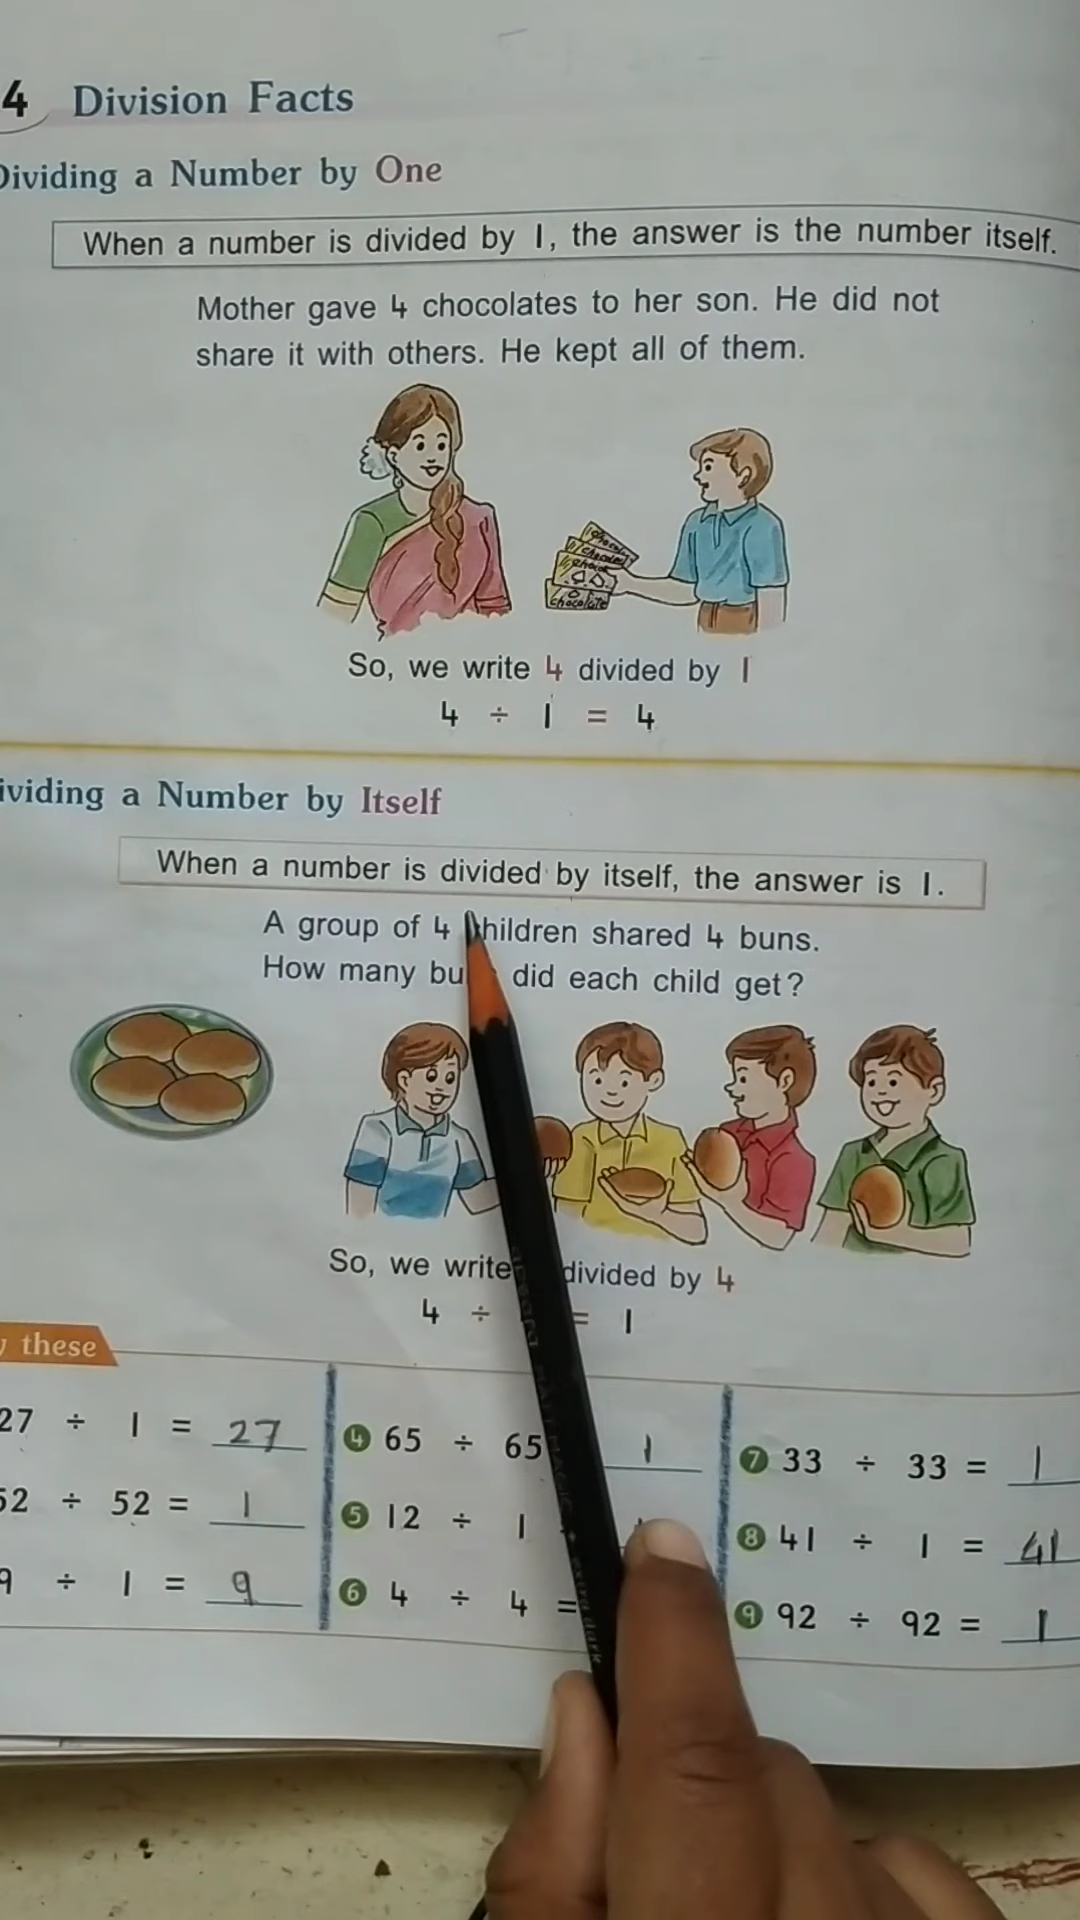 4 Division Facts
Dividing a Number by One
When a number is divided by 1, the answer is the number itself.
Mother gave 4 chocolates to her son. He did not
share it with others. He kept all of them.
chocolate
So, we write 4 divided by 1
4 ÷ 1 = 4
ividing a Number by Itself
When a number is divided by itself, the answer is 1.
A group of 4 children shared 4 buns.
How many did each child get?
So, we write divided by 4
4 ÷ = 1
these
27 ÷ 1 = 27
4 65 ÷ 65 1
7 33 ÷ 33 = 1
52 ÷ 52 = 1
5 12 ÷ 1
8 41 ÷ 1 = 41
9 ÷ 1 = 9
6 4 ÷ 4 =
9 92 ÷ 92 = 1
extra dark